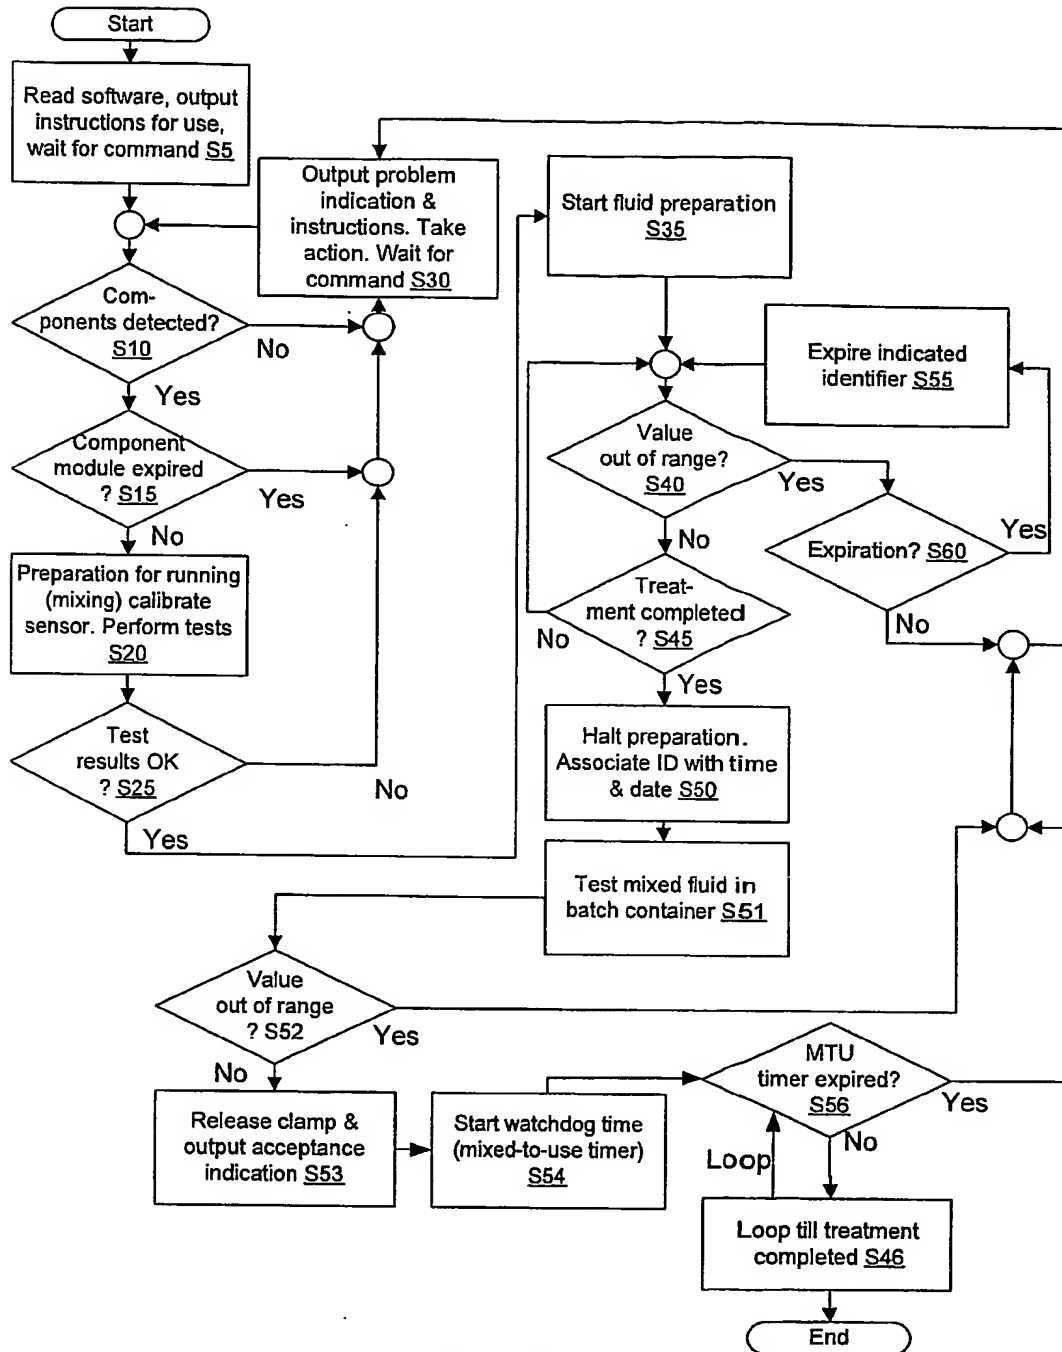 Start
Read software, output
instructions for use,
wait for command S5
Output problem
indication &
instructions. Take
action. Wait for
command S30
Com-
ponents detected?
S10
No
Yes
Component
module expired
? S15
Yes
No
Preparation for running
(mixing) calibrate
sensor. Perform tests
S20
Test
results OK
? S25
No
Yes
Start fluid preparation
S35
Expire indicated
identifier S55
Value
out of range?
S40
Yes
No
Expiration? S60
Yes
No
Treat-
ment completed
? S45
No
Yes
Halt preparation.
Associate ID with time
& date S50
Test mixed fluid in
batch container S51
Value
out of range
? S52
Yes
No
Release clamp &
output acceptance
indication S53
Start watchdog time
(mixed-to-use timer)
S54
MTU
timer expired?
S56
Yes
No
Loop
Loop till treatment
completed S46
End